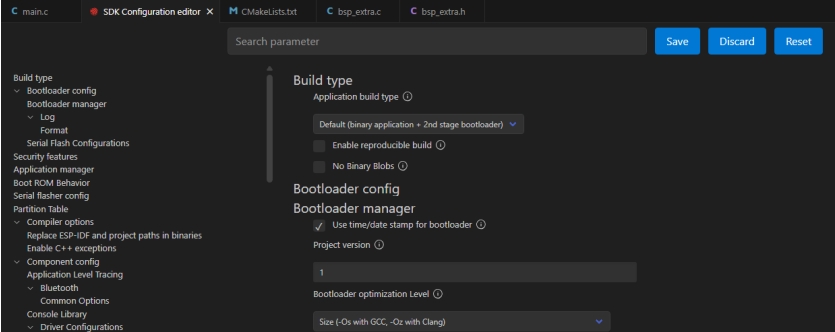 C main.c
SDK Configuration editor ×
M CMakeLists.txt
C bsp_extra.c
C bsp_extra.h
Search parameter
Save
Discard
Reset
Build type
Bootloader config
Bootloader manager
Log
Format
Serial Flash Configurations
Security features
Application manager
Boot ROM Behavior
Serial flasher config
Partition Table
Compiler options
Replace ESP-IDF and project paths in binaries
Enable C++ exceptions
Component config
Application Level Tracing
Bluetooth
Common Options
Console Library
Driver Configurations
Build type
Application build type
Default (binary application + 2nd stage bootloader)
Enable reproducible build
No Binary Blobs
Bootloader config
Bootloader manager
Use time/date stamp for bootloader
Project version
1
Bootloader optimization Level
Size (-Os with GCC, -Oz with Clang)